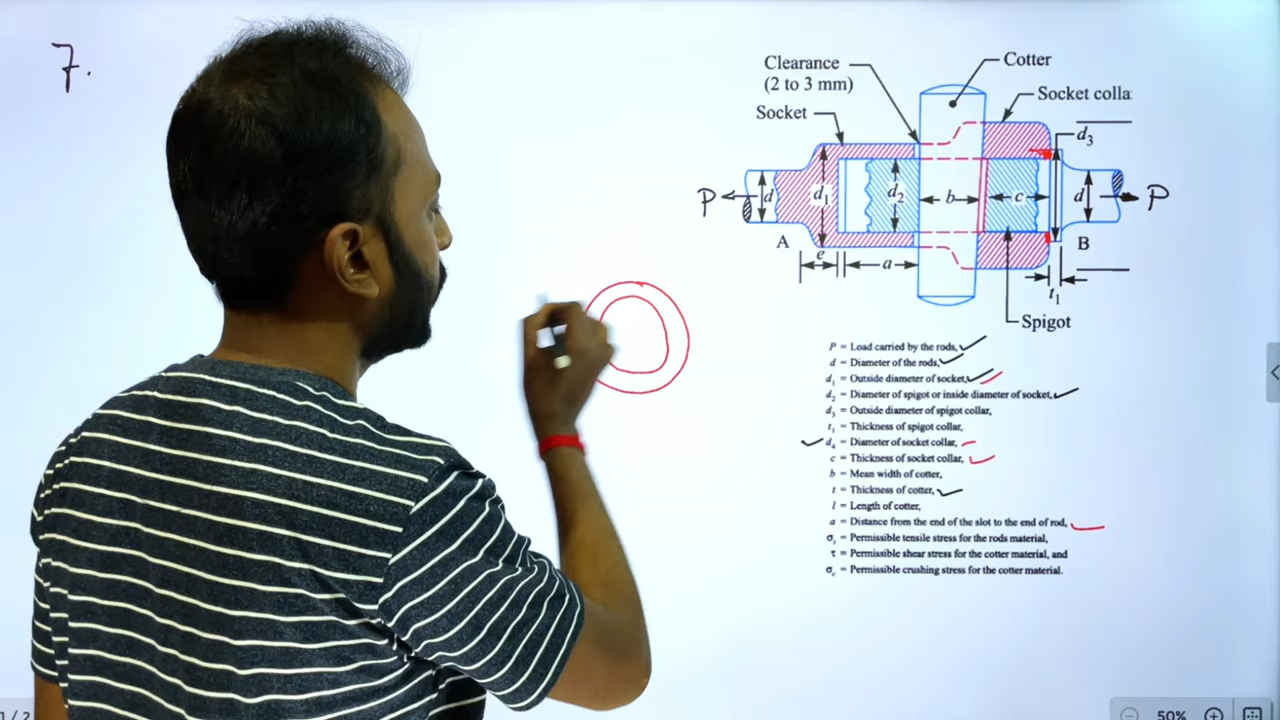 7.
Clearance
(2 to 3 mm)
Cotter
Socket colla
Socket
d₃
P
d
d₁
d₂
b
c
d
P
A
B
e
a
t₁
Spigot
P = Load carried by the rods,
d = Diameter of the rods,
d₁ = Outside diameter of socket,
d₂ = Diameter of spigot or inside diameter of socket,
d₃ = Outside diameter of spigot collar,
t₁ = Thickness of spigot collar,
d₄ = Diameter of socket collar,
c = Thickness of socket collar,
b = Mean width of cotter,
t = Thickness of cotter,
l = Length of cotter,
a = Distance from the end of the slot to the end of rod,
σₜ = Permissible tensile stress for the rods material,
τ = Permissible shear stress for the cotter material, and
σ꜀ = Permissible crushing stress for the cotter material.
1 / 2
50%